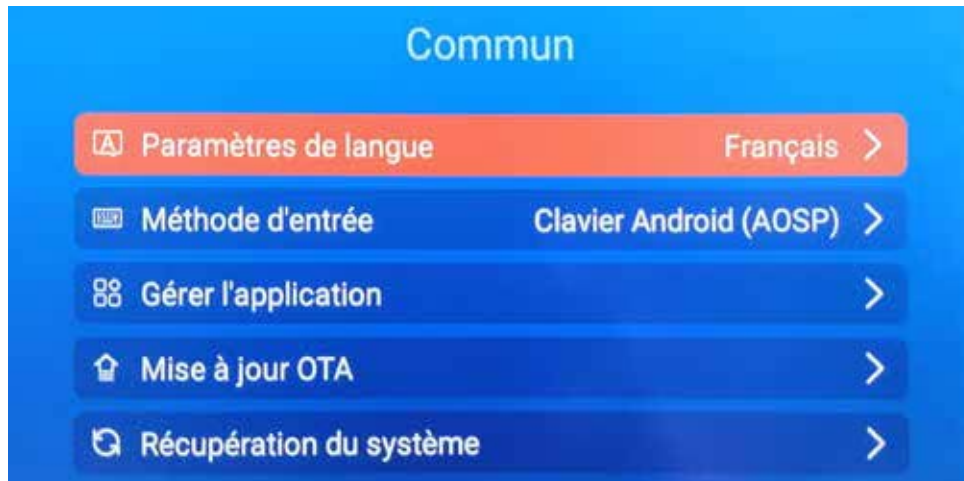 Commun
Paramètres de langue Français
Méthode d'entrée Clavier Android (AOSP)
Gérer l'application
Mise à jour OTA
Récupération du système